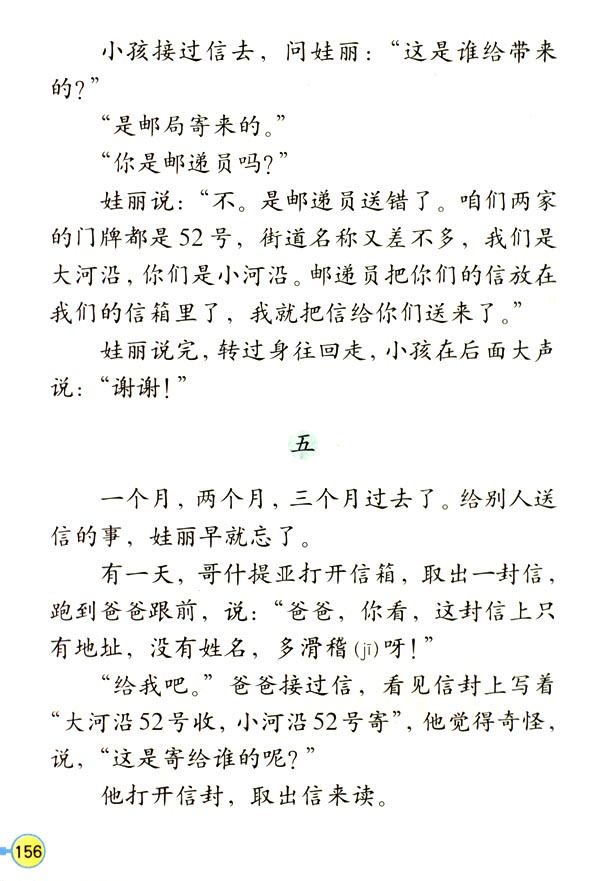 小孩接过信去，问娃丽：“这是谁给带来
的？”
“是邮局寄来的。”
“你是邮递员吗？”
娃丽说：“不。是邮递员送错了。咱们两家
的门牌都是52号，街道名称又差不多，我们是
大河沿，你们是小河沿。邮递员把你们的信放在
我们的信箱里了，我就把信给你们送来了。”
娃丽说完，转过身往回走，小孩在后面大声
说：“谢谢！”
五
一个月，两个月，三个月过去了。给别人送
信的事，娃丽早就忘了。
有一天，哥什提亚打开信箱，取出一封信，
跑到爸爸跟前，说：“爸爸，你看，这封信上只
有地址，没有姓名，多滑稽(jī)呀！”
“给我吧。”爸爸接过信，看见信封上写着
“大河沿52号收，小河沿52号寄”，他觉得奇怪，
说，“这是寄给谁的呢？”
他打开信封，取出信来读。
156